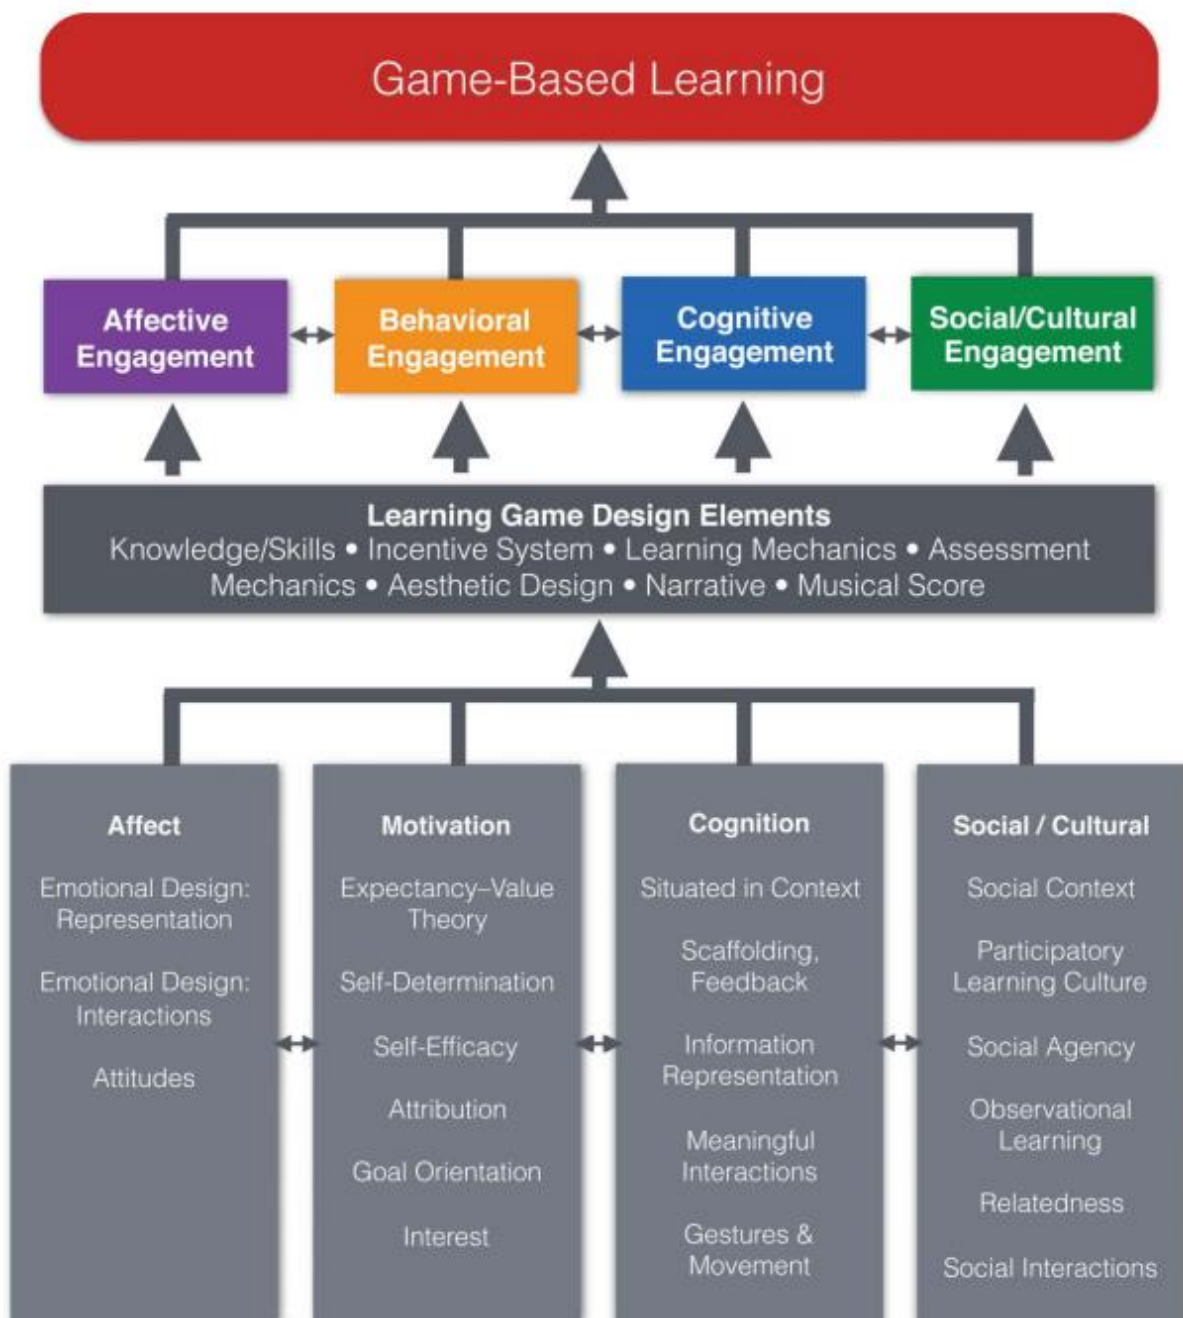 Game-Based Learning
Affective
Engagement
Behavioral
Engagement
Cognitive
Engagement
Social/Cultural
Engagement
Learning Game Design Elements
Knowledge/Skills • Incentive System • Learning Mechanics • Assessment
Mechanics • Aesthetic Design • Narrative • Musical Score
Affect
Emotional Design:
Representation
Emotional Design:
Interactions
Attitudes
Motivation
Expectancy–Value
Theory
Self-Determination
Self-Efficacy
Attribution
Goal Orientation
Interest
Cognition
Situated in Context
Scaffolding,
Feedback
Information
Representation
Meaningful
Interactions
Gestures &
Movement
Social / Cultural
Social Context
Participatory
Learning Culture
Social Agency
Observational
Learning
Relatedness
Social Interactions